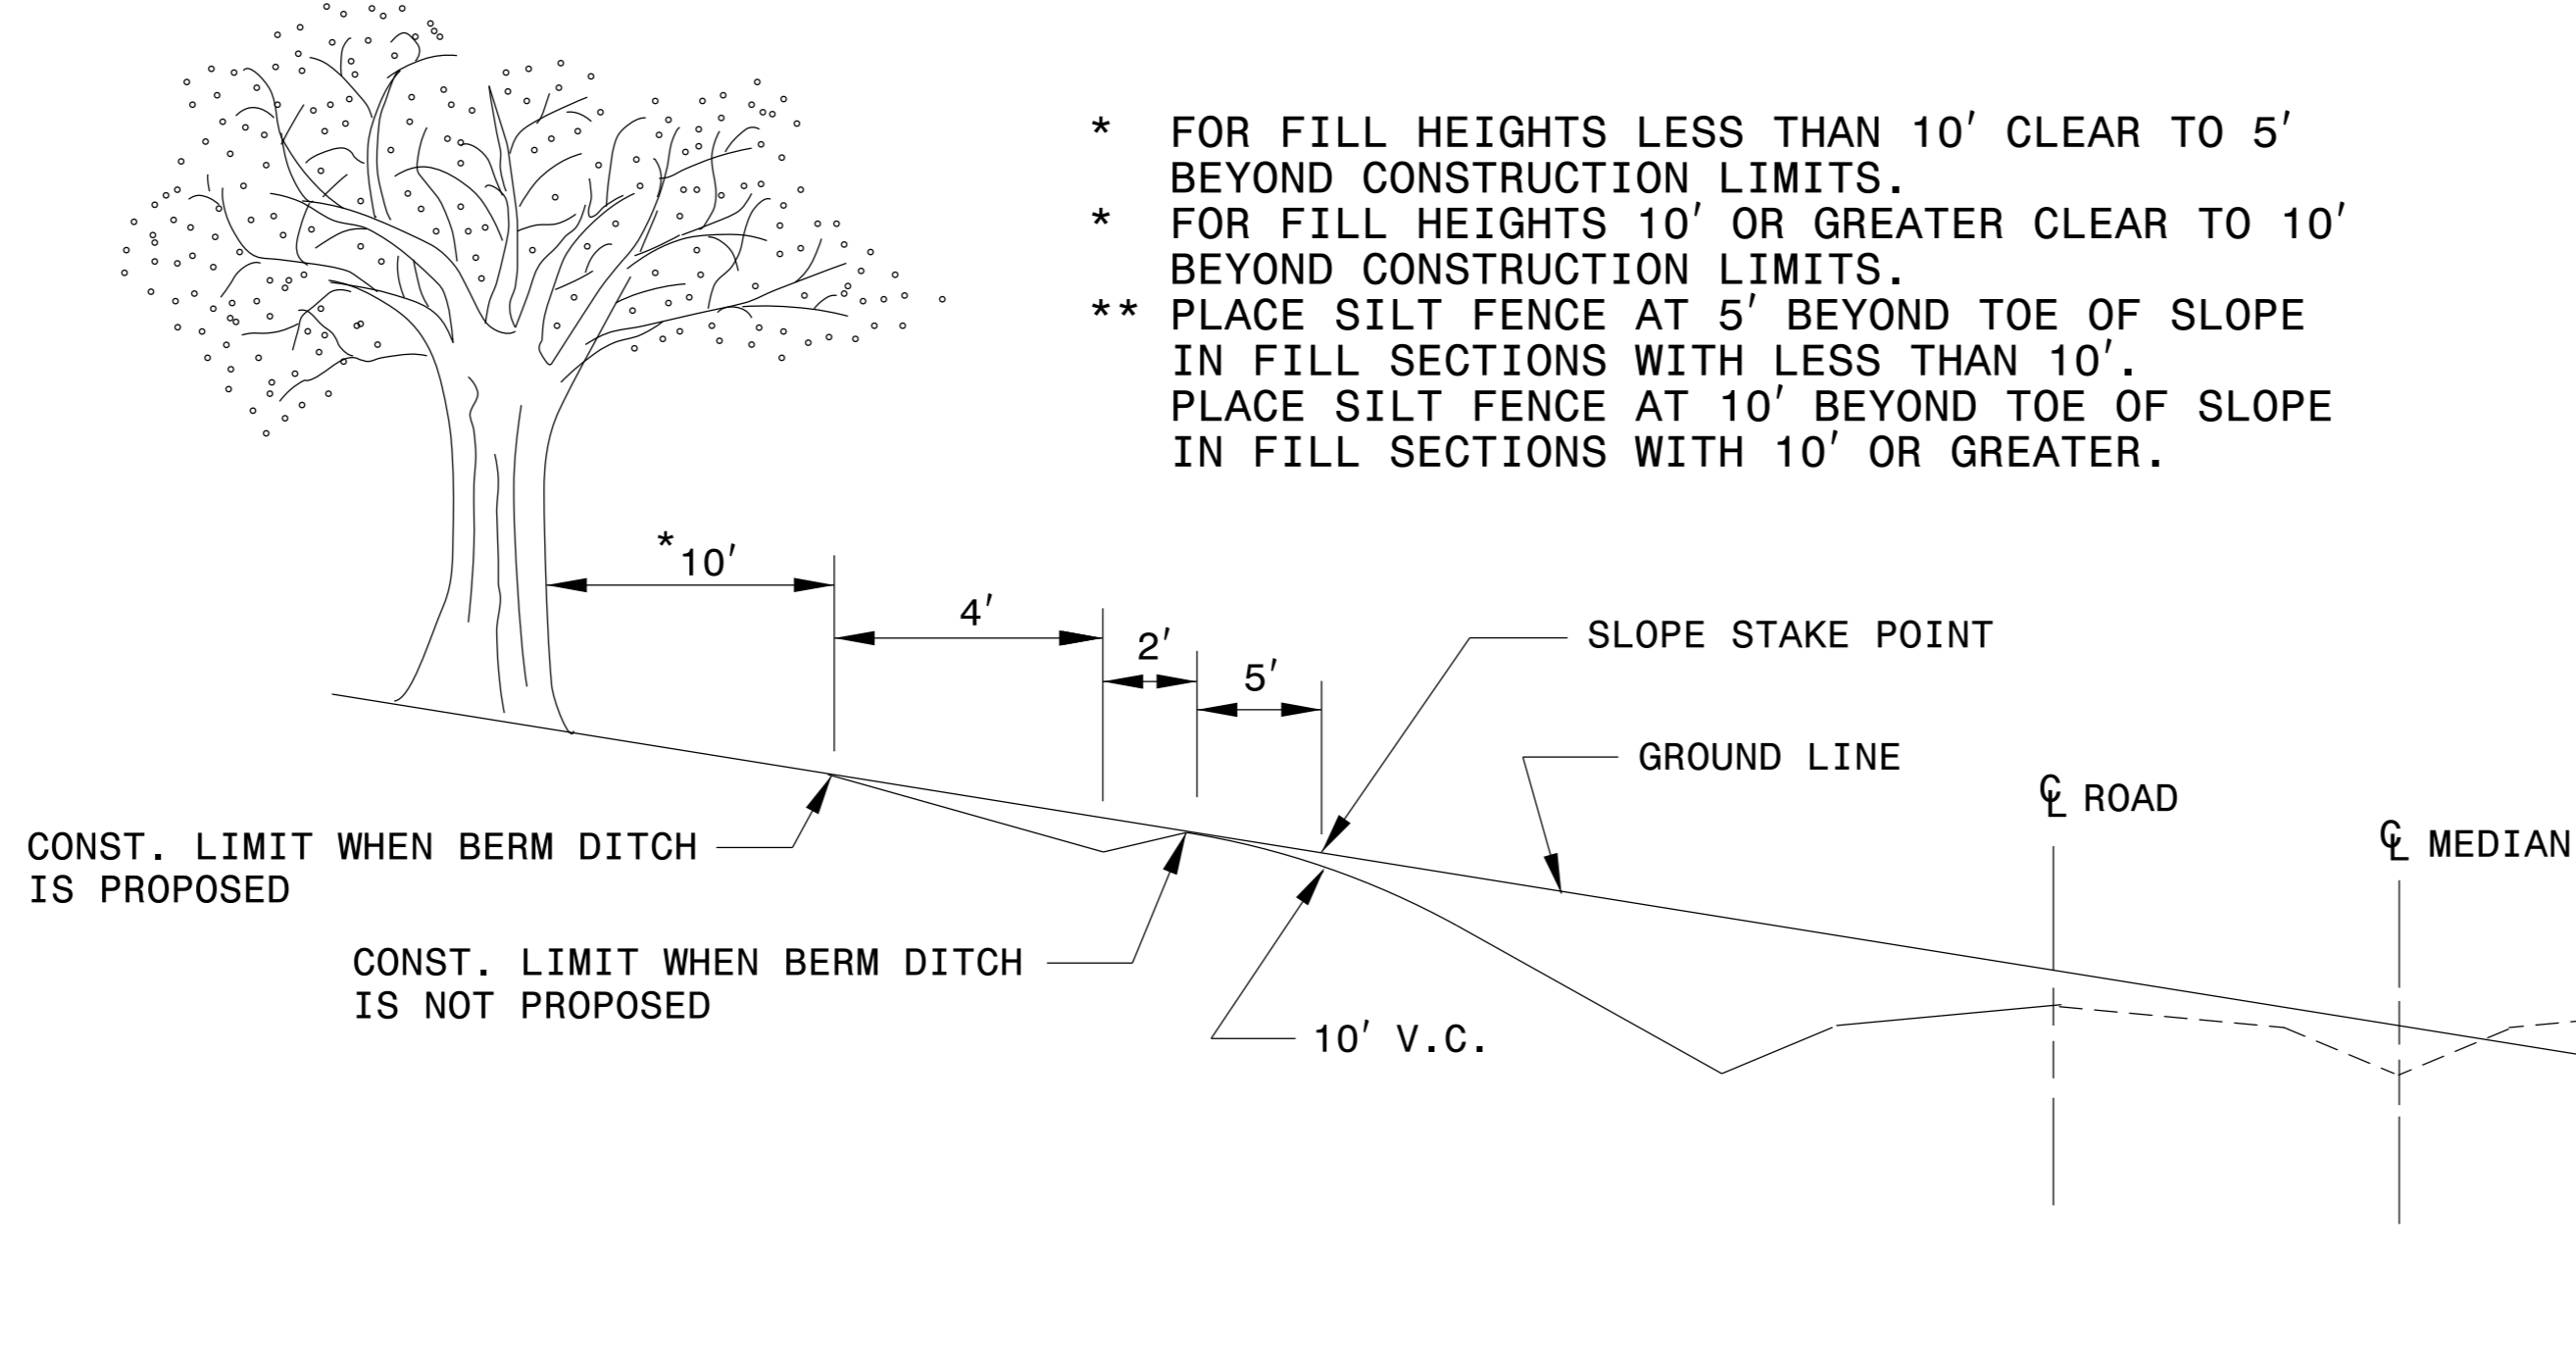 * FOR FILL HEIGHTS LESS THAN 10' CLEAR TO 5'
BEYOND CONSTRUCTION LIMITS.
* FOR FILL HEIGHTS 10' OR GREATER CLEAR TO 10'
BEYOND CONSTRUCTION LIMITS.
** PLACE SILT FENCE AT 5' BEYOND TOE OF SLOPE
IN FILL SECTIONS WITH LESS THAN 10'.
PLACE SILT FENCE AT 10' BEYOND TOE OF SLOPE
IN FILL SECTIONS WITH 10' OR GREATER.
*10'
4'
2'
5'
SLOPE STAKE POINT
GROUND LINE
℄ ROAD
℄ MEDIAN
CONST. LIMIT WHEN BERM DITCH
IS PROPOSED
CONST. LIMIT WHEN BERM DITCH
IS NOT PROPOSED
10' V.C.